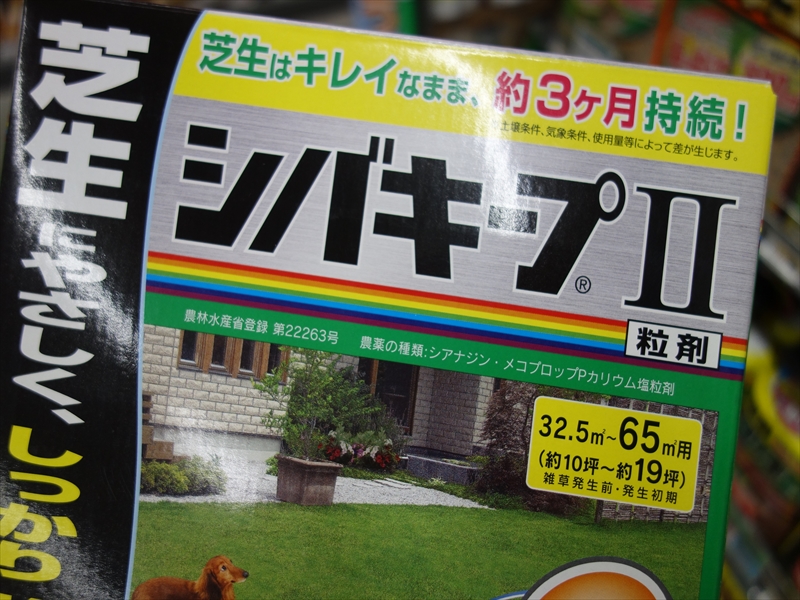 芝生はキレイなまま、約3ヶ月持続!
土壌条件、気象条件、使用量等によって差が生じます。
シバキープ®II
粒剤
農林水産省登録 第22263号 農薬の種類:シアナジン・メコプロップPカリウム塩粒剤
32.5㎡~65㎡用
(約10坪~約19坪)
雑草発生前・発生初期
芝生にやさしく、しっかり